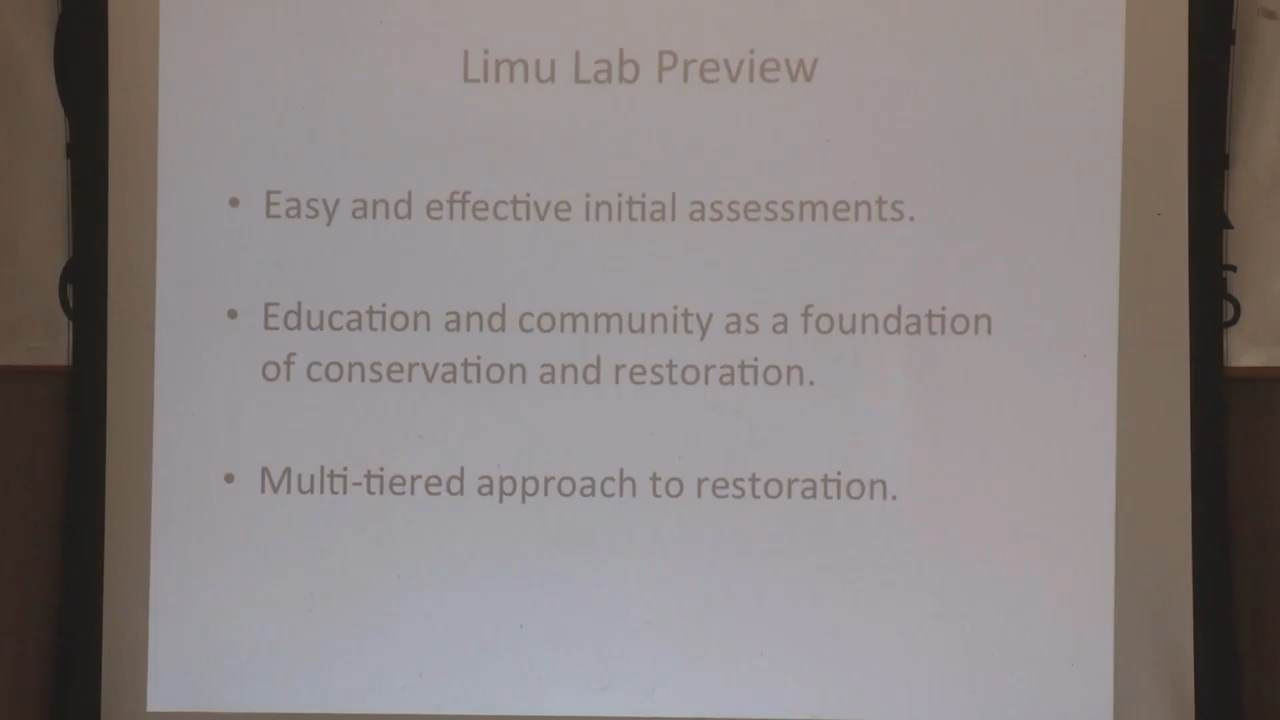 Limu Lab Preview
• Easy and effective initial assessments.
• Education and community as a foundation
of conservation and restoration.
• Multi-tiered approach to restoration.